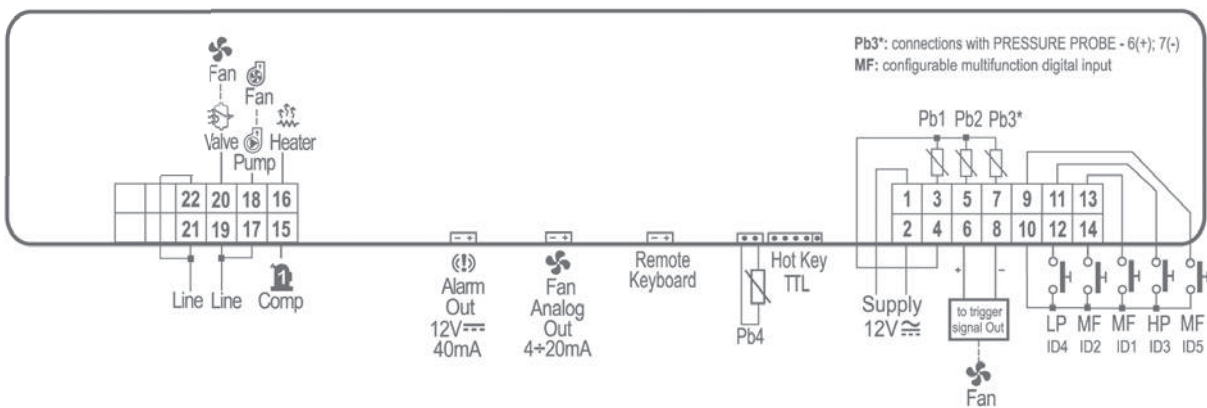 Pb3*: connections with PRESSURE PROBE - 6(+); 7(-)
MF: configurable multifunction digital input
Fan
Fan
Valve
Heater
Pump
22 20 18 16
21 19 17 15
Line Line Comp
1
- +
Alarm
Out
12V
40mA
- +
Fan
Analog
Out
4÷20mA
- +
Remote
Keyboard
Pb4
Hot Key
TTL
Pb1 Pb2 Pb3*
1 3 5 7 9 11 13
2 4 6 8 10 12 14
Supply
12V
+ -
to trigger
signal Out
Fan
LP MF MF HP MF
ID4 ID2 ID1 ID3 ID5